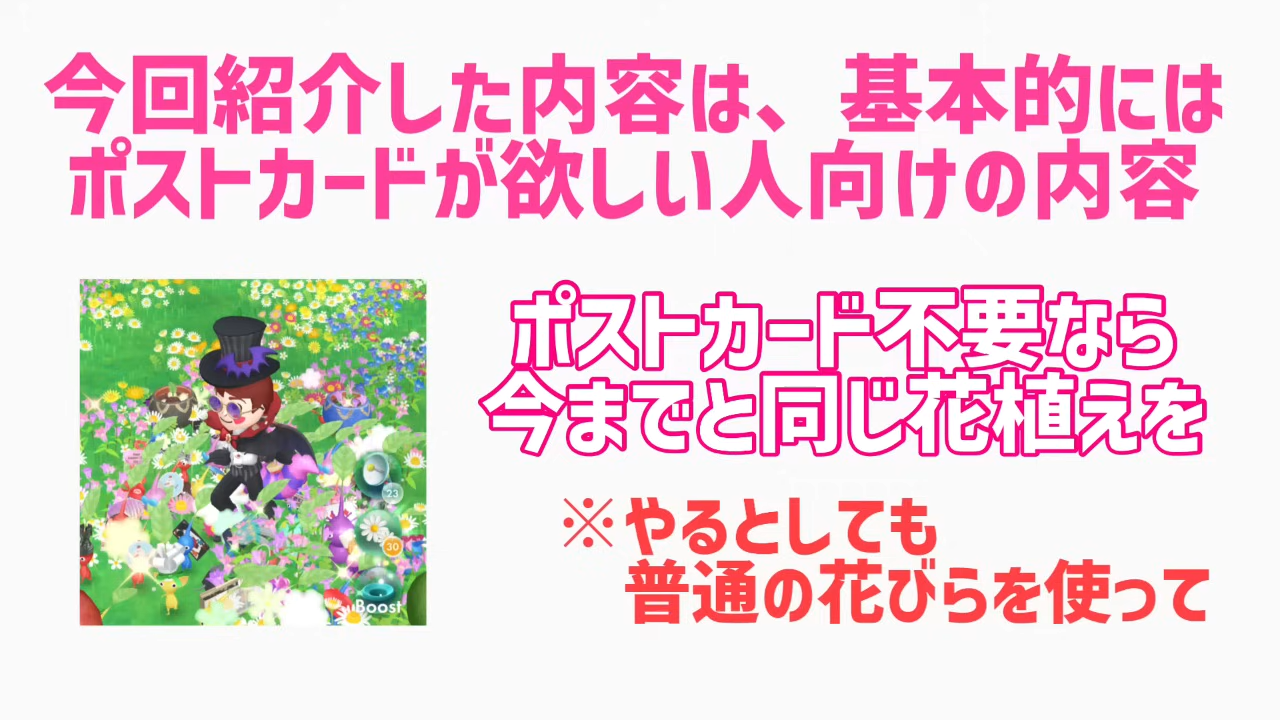 今回紹介した内容は、基本的には
ポストカードが欲しい人向けの内容
ポストカード不要なら
今までと同じ花植えを
23
30
Boost
※やるとしても
普通の花びらを使って